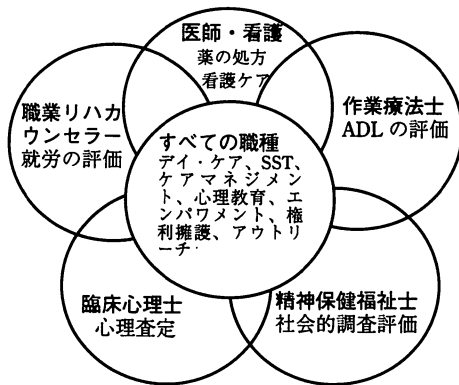 医師・看護
薬の処方
看護ケア
職業リハカ
ウンセラー
就労の評価
作業療法士
ADL の評価
すべての職種
デイ・ケア、SST、
ケアマネジメン
ト、心理教育、エ
ンパワメント、権
利擁護、アウトリ
ーチ
臨床心理士
心理査定
精神保健福祉士
社会的調査評価